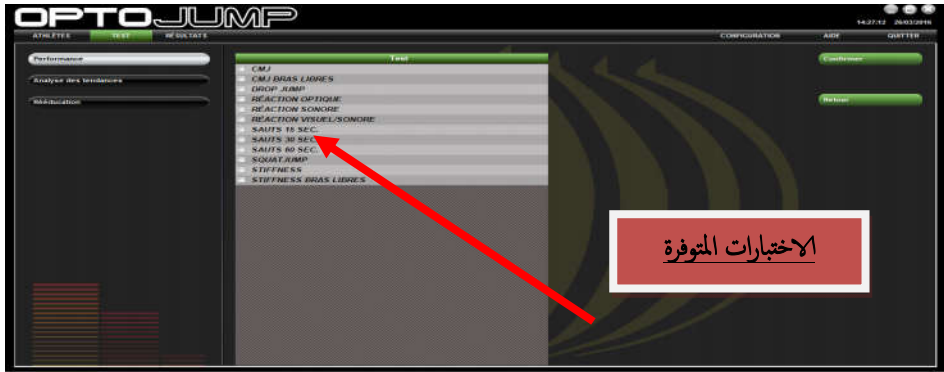 OPTOJUMP
14:27:12 26/03/2016
ATHLÈTES TEST RÉSULTATS CONFIGURATION AIDE QUITTER
Performance
Analyse des tendances
Rééducation
Test
CMJ
CMJ BRAS LIBRES
DROP JUMP
RÉACTION OPTIQUE
RÉACTION SONORE
RÉACTION VISUEL/SONORE
SAUTS 15 SEC.
SAUTS 30 SEC.
SAUTS 60 SEC.
SQUATJUMP
STIFFNESS
STIFFNESS BRAS LIBRES
Confirmer
Retour
الاختبارات المتوفرة